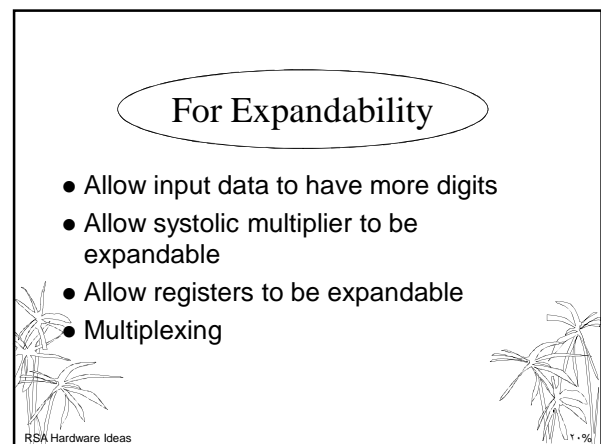 For Expandability
● Allow input data to have more digits
● Allow systolic multiplier to be
expandable
● Allow registers to be expandable
● Multiplexing
RSA Hardware Ideas
٢٠%